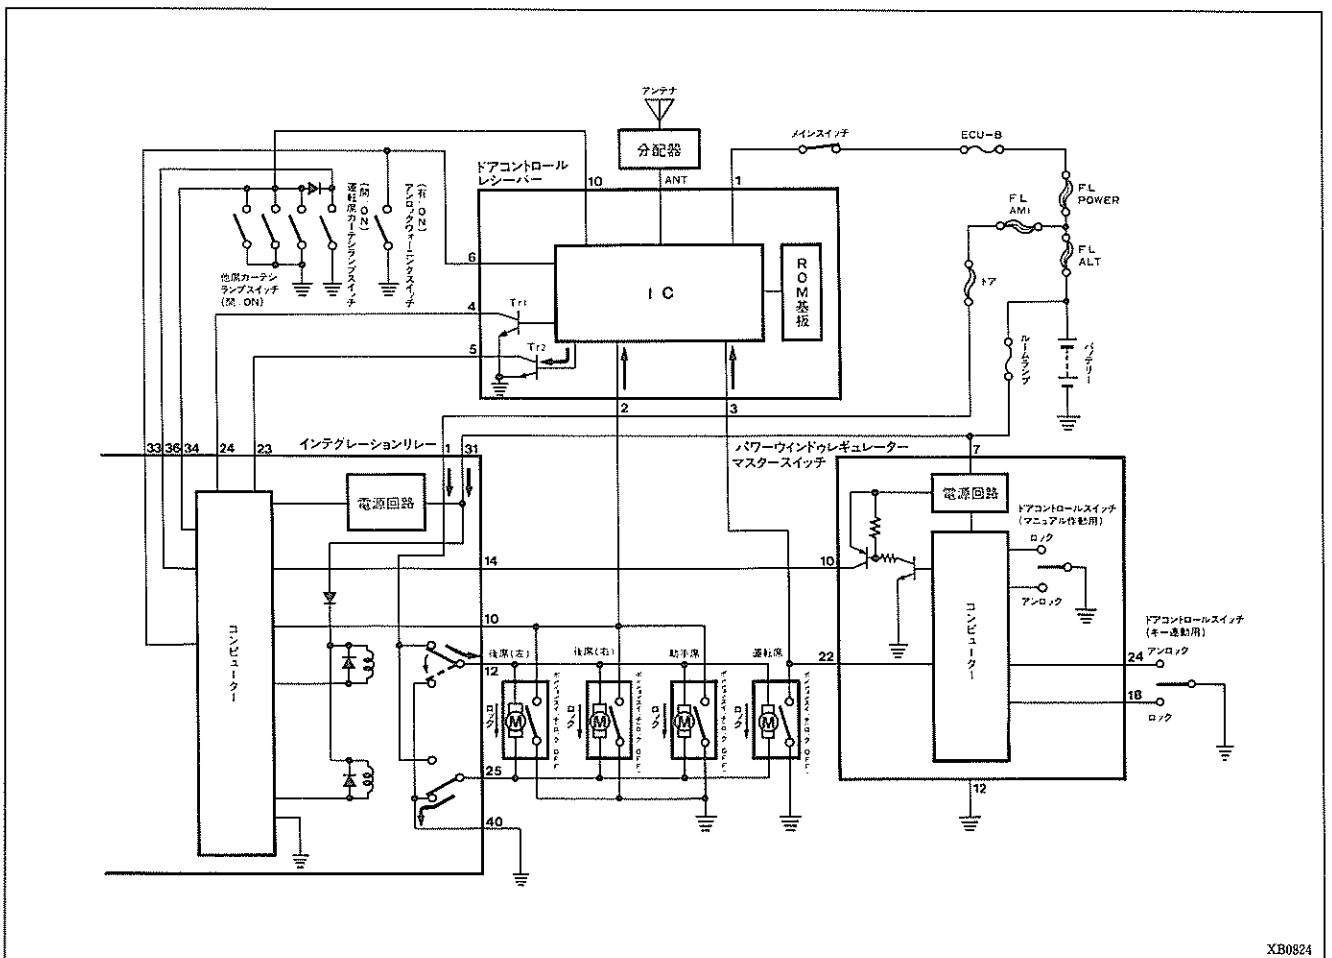 アンテナ
分配器
メインスイッチ
ECU-B
ドアコントロール
レシーバー
10
ANT
1
FL
POWER
FL
AM1
FL
ALT
ドア
ルームランプ
バッテリー
6
4
5
Tr1
Tr2
IC
ROM基板
2
3
他席カーテシ
ランプスイッチ
(開 ON)
運転席カーテシランプスイッチ
(開 ON)
アンロックウォーニングスイッチ
(有 ON)
33
36
34
24
23
インテグレーションリレー
1
31
パワーウィンドゥレギュレーター
マスタースイッチ
7
電源回路
電源回路
ドアコントロールスイッチ
(マニュアル作動用)
ロック
アンロック
14
10
コンピューター
コンピューター
10
12
後席(左)
後席(右)
助手席
運転席
22
ロック
M
ロック
M
ロック
M
ロック
M
ドアコントロールスイッチ
(キー連動用)
アンロック
24
18
ロック
25
40
12
XB0824